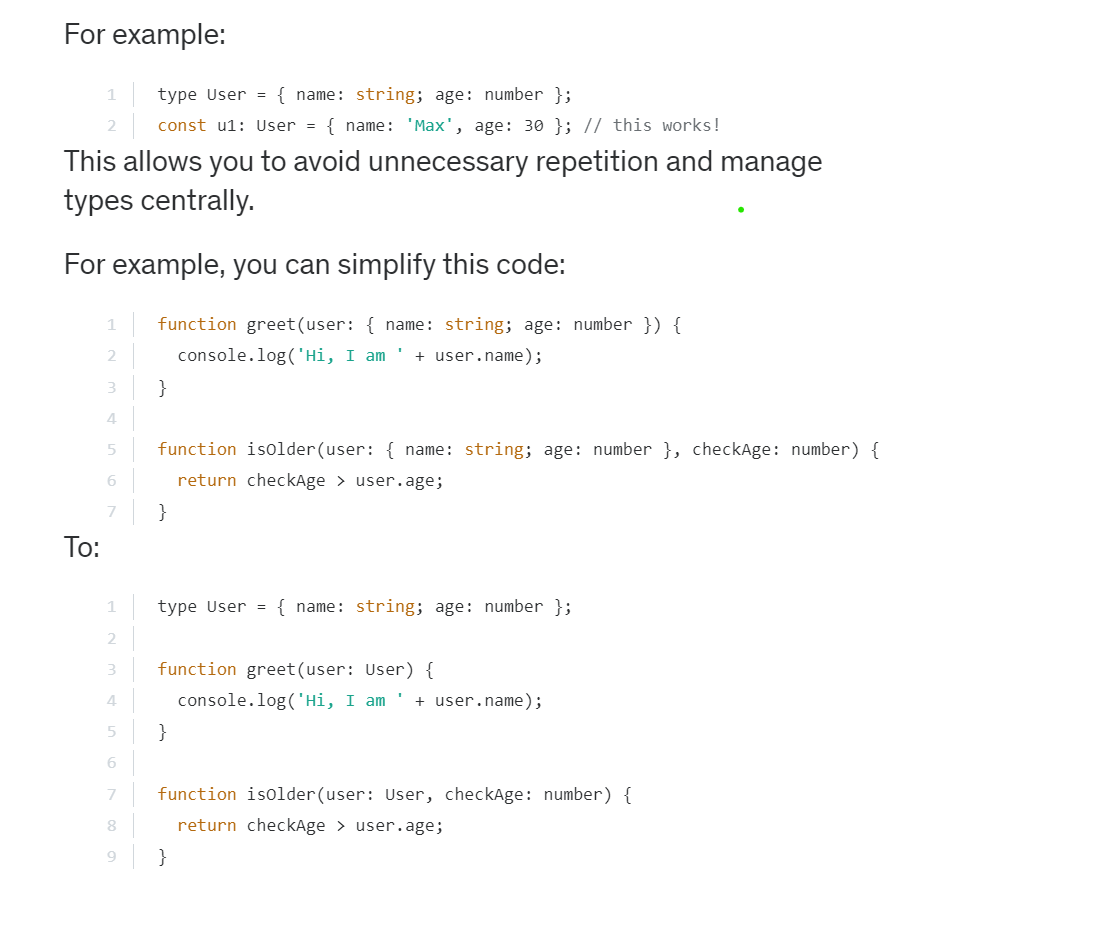 For example:
1 type User = { name: string; age: number };
2 const u1: User = { name: 'Max', age: 30 }; // this works!
This allows you to avoid unnecessary repetition and manage
types centrally.
For example, you can simplify this code:
1 function greet(user: { name: string; age: number }) {
2   console.log('Hi, I am ' + user.name);
3 }
4
5 function isOlder(user: { name: string; age: number }, checkAge: number) {
6   return checkAge > user.age;
7 }
To:
1 type User = { name: string; age: number };
2
3 function greet(user: User) {
4   console.log('Hi, I am ' + user.name);
5 }
6
7 function isOlder(user: User, checkAge: number) {
8   return checkAge > user.age;
9 }